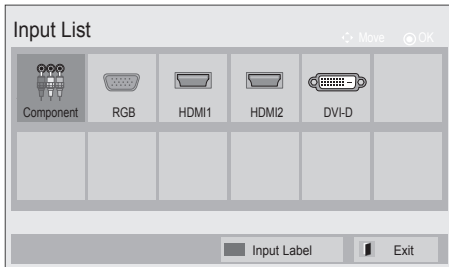 Input List
Move OK
Component RGB HDMI1 HDMI2 DVI-D
Input Label Exit